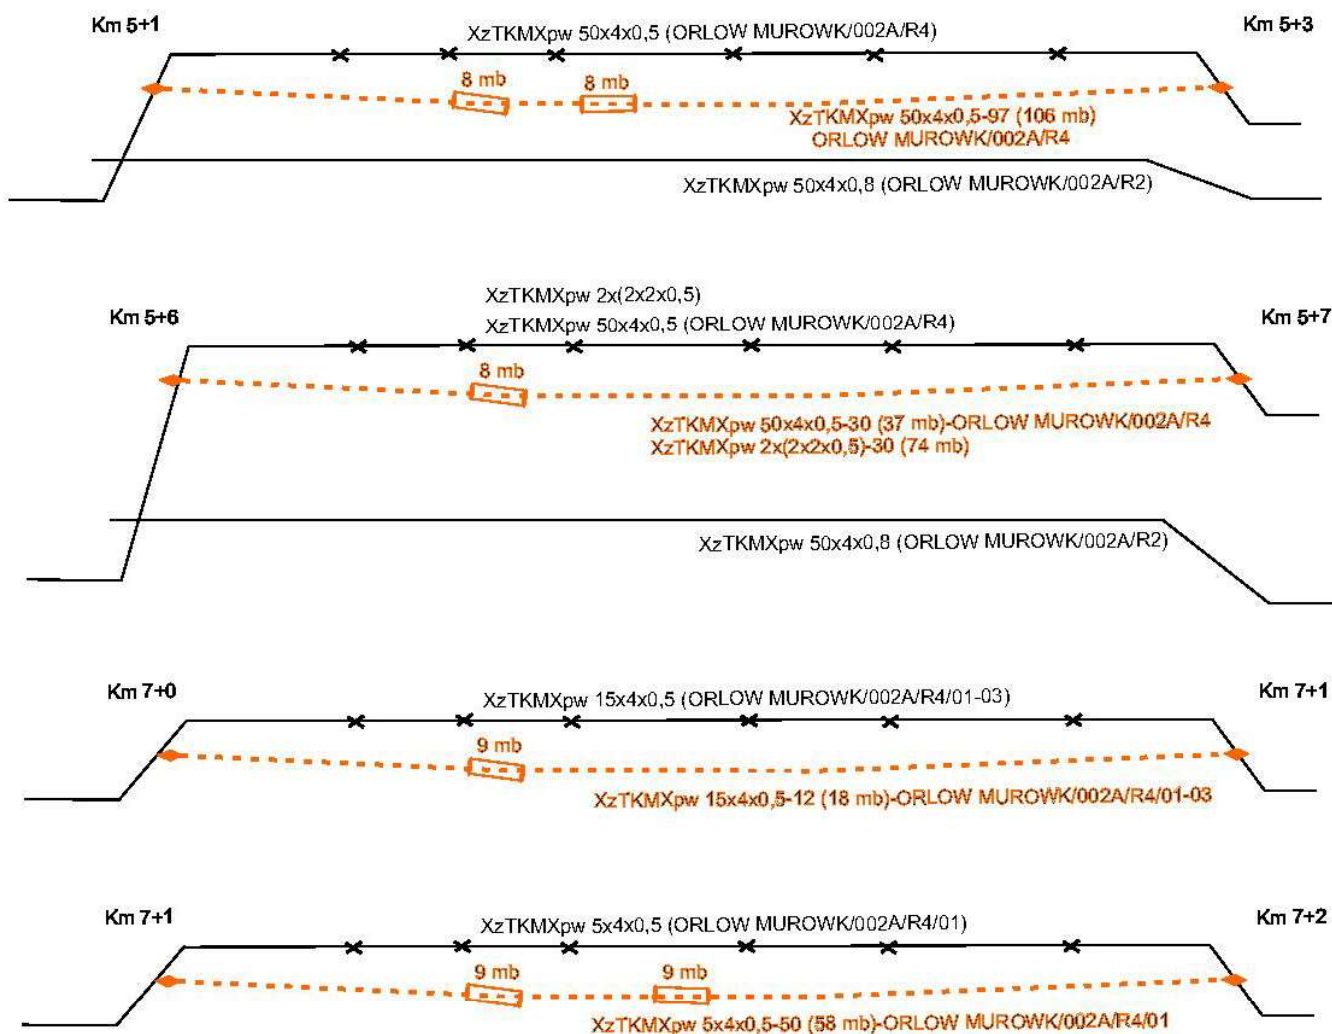 Km 5+1
XzTKMXpw 50x4x0,5 (ORLOW MUROWK/002A/R4)
Km 5+3
8 mb
8 mb
XzTKMXpw 50x4x0,5-97 (106 mb)
ORLOW MUROWK/002A/R4
XzTKMXpw 50x4x0,8 (ORLOW MUROWK/002A/R2)
Km 5+6
XzTKMXpw 2x(2x2x0,5)
XzTKMXpw 50x4x0,5 (ORLOW MUROWK/002A/R4)
Km 5+7
8 mb
XzTKMXpw 50x4x0,5-30 (37 mb)-ORLOW MUROWK/002A/R4
XzTKMXpw 2x(2x2x0,5)-30 (74 mb)
XzTKMXpw 50x4x0,8 (ORLOW MUROWK/002A/R2)
Km 7+0
XzTKMXpw 15x4x0,5 (ORLOW MUROWK/002A/R4/01-03)
Km 7+1
9 mb
XzTKMXpw 15x4x0,5-12 (18 mb)-ORLOW MUROWK/002A/R4/01-03
Km 7+1
XzTKMXpw 5x4x0,5 (ORLOW MUROWK/002A/R4/01)
Km 7+2
9 mb
9 mb
XzTKMXpw 5x4x0,5-50 (58 mb)-ORLOW MUROWK/002A/R4/01